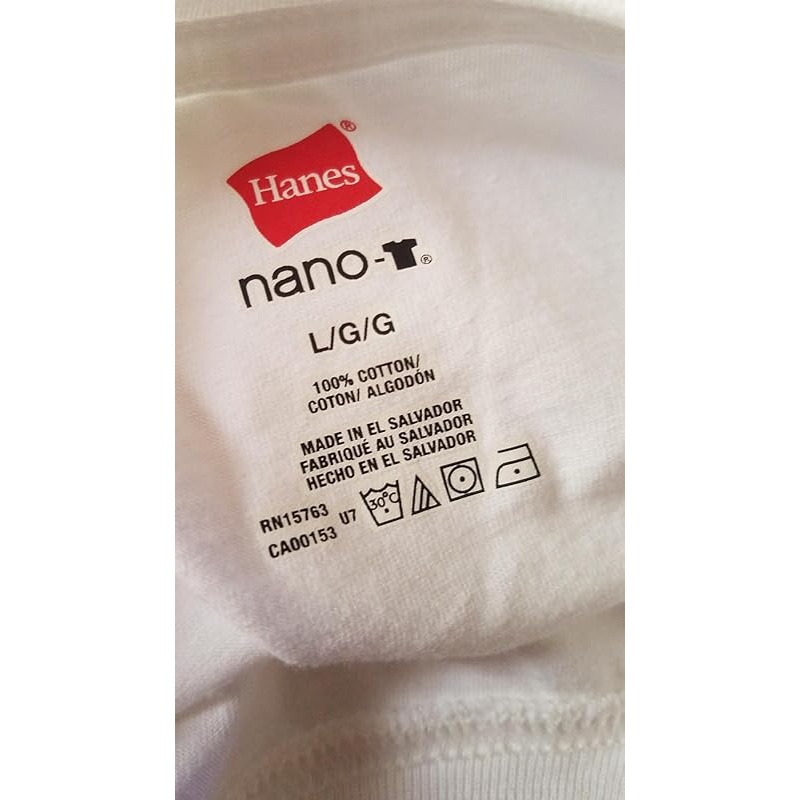 Hanes®
nano-®
L/G/G
100% COTTON/
COTON/ ALGODÓN
MADE IN EL SALVADOR
FABRIQUÉ AU SALVADOR
HECHO EN EL SALVADOR
RN15763
CA00153
U7
30°C